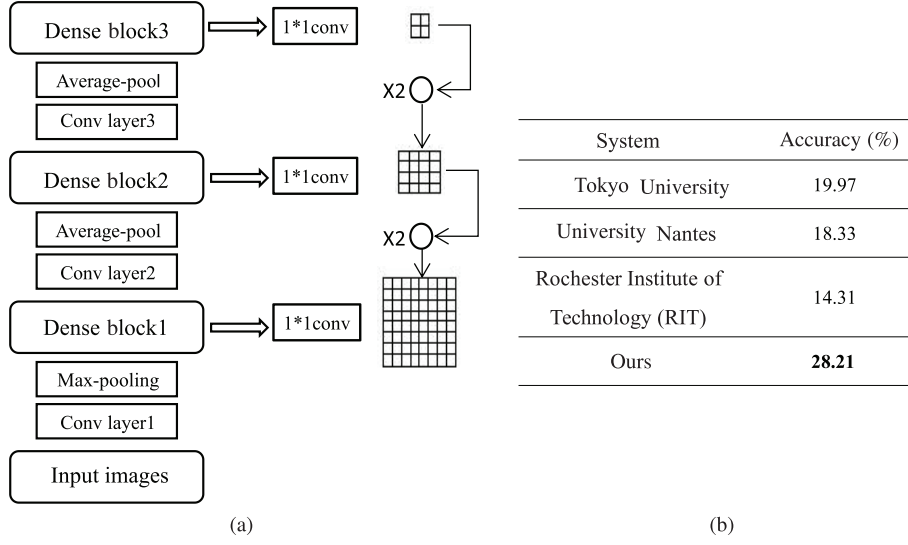 Dense block3
1*1conv
Average-pool
X2
Conv layer3
Dense block2
1*1conv
Average-pool
X2
Conv layer2
Dense block1
1*1conv
Max-pooling
Conv layer1
Input images
(a)
System Accuracy (%)
Tokyo University 19.97
University Nantes 18.33
Rochester Institute of
Technology (RIT) 14.31
Ours 28.21
(b)